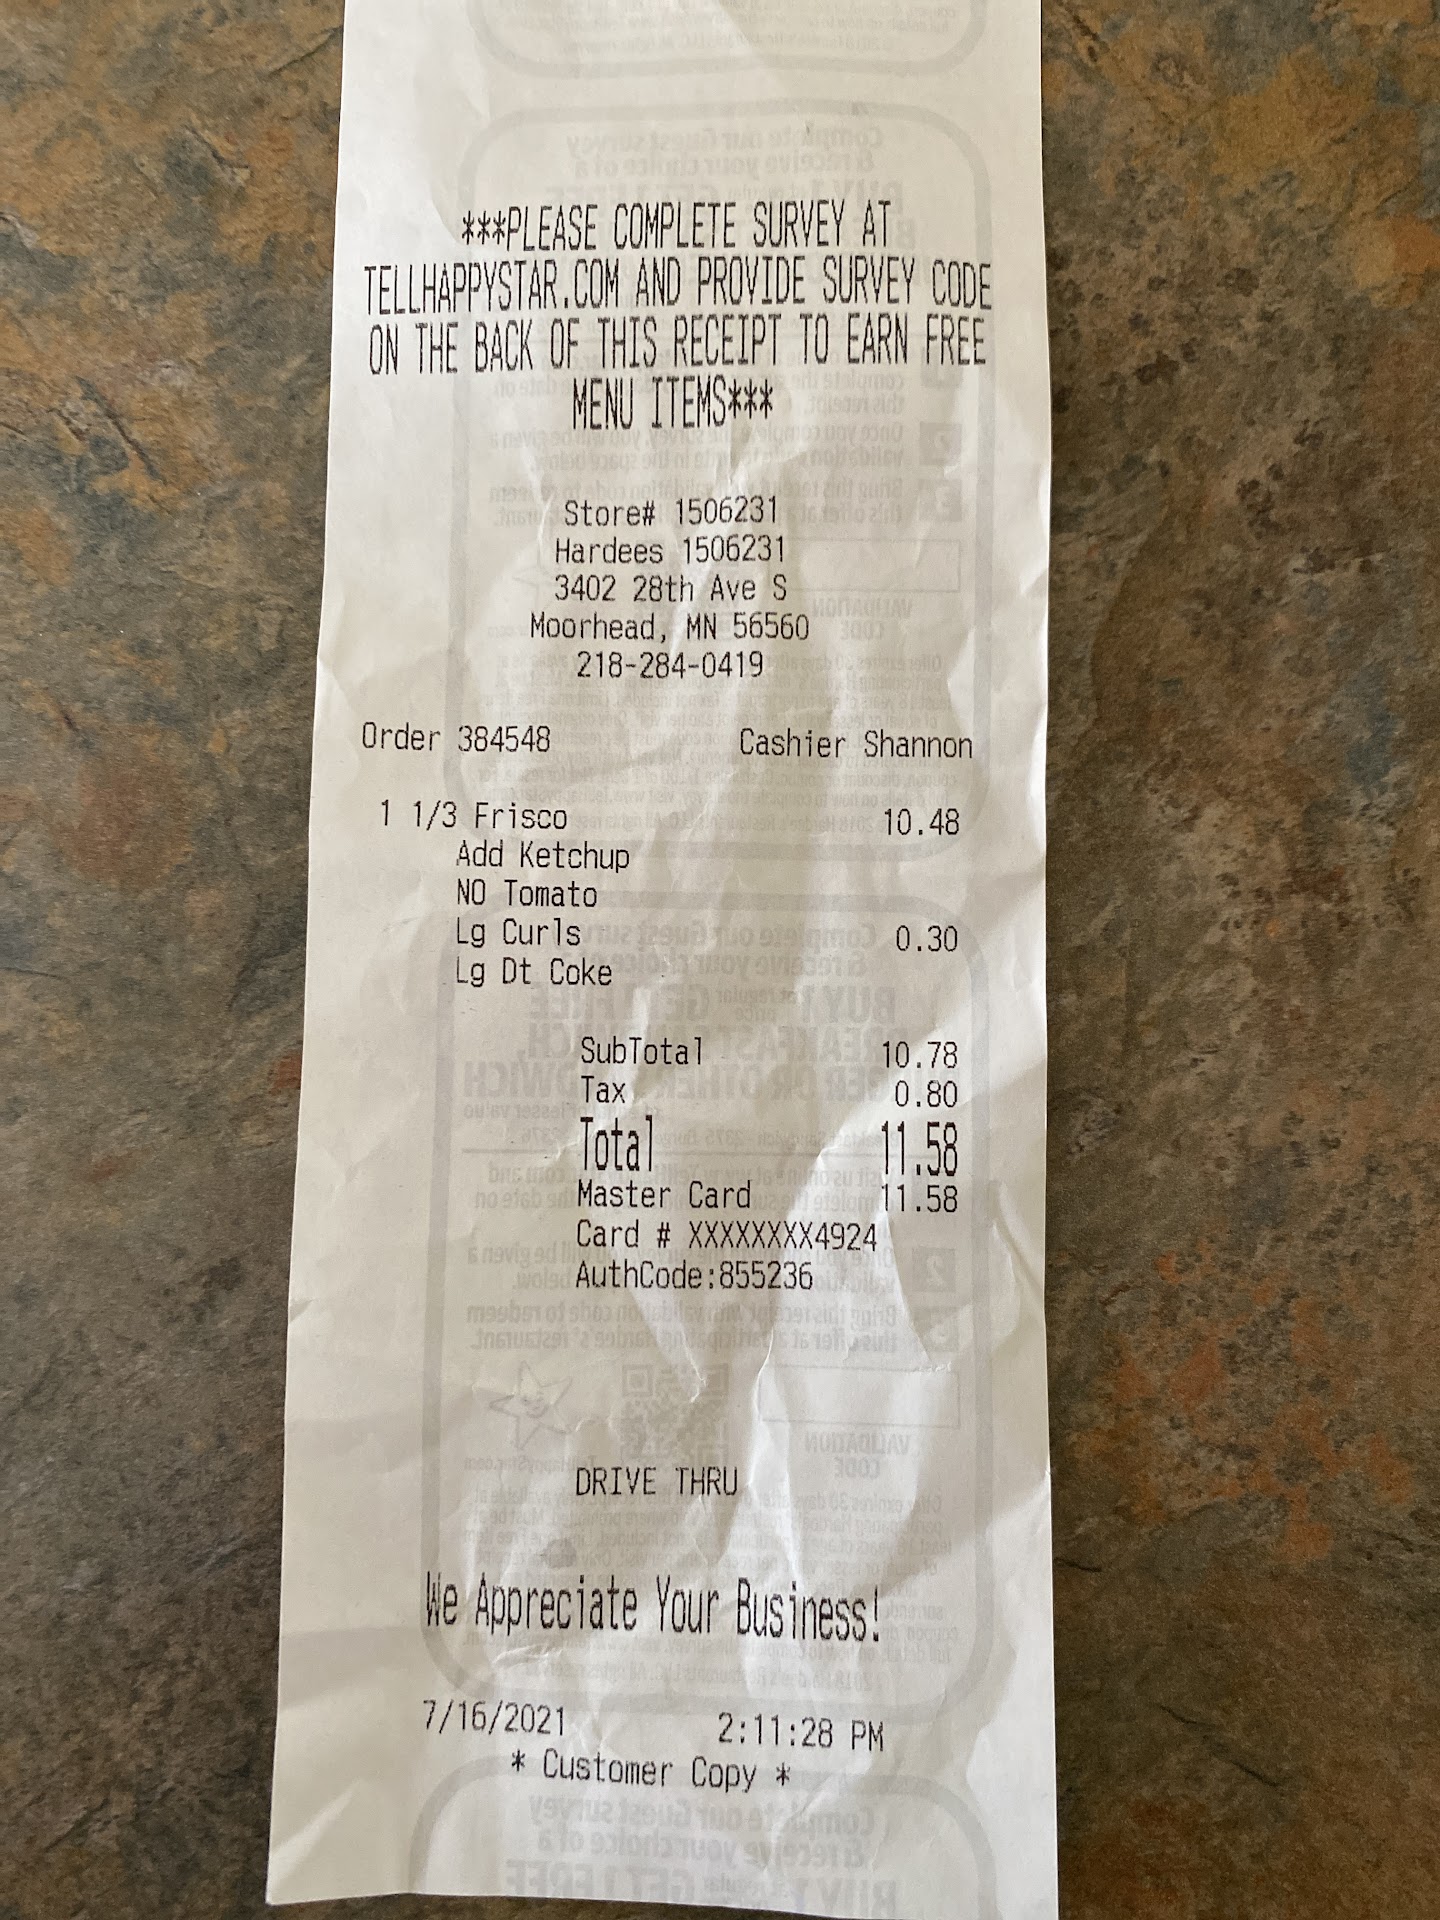 ***PLEASE COMPLETE SURVEY AT
TELLHAPPYSTAR.COM AND PROVIDE SURVEY CODE
ON THE BACK OF THIS RECEIPT TO EARN FREE
MENU ITEMS***
Store# 1506231
Hardees 1506231
3402 28th Ave S
Moorhead, MN 56560
218-284-0419
Order 384548 Cashier Shannon
1 1/3 Frisco 10.48
Add Ketchup
NO Tomato
Lg Curls 0.30
Lg Dt Coke
SubTotal 10.78
Tax 0.80
Total 11.58
Master Card 11.58
Card # XXXXXXXX4924
AuthCode:855236
DRIVE THRU
We Appreciate Your Business!
7/16/2021 2:11:28 PM
* Customer Copy *